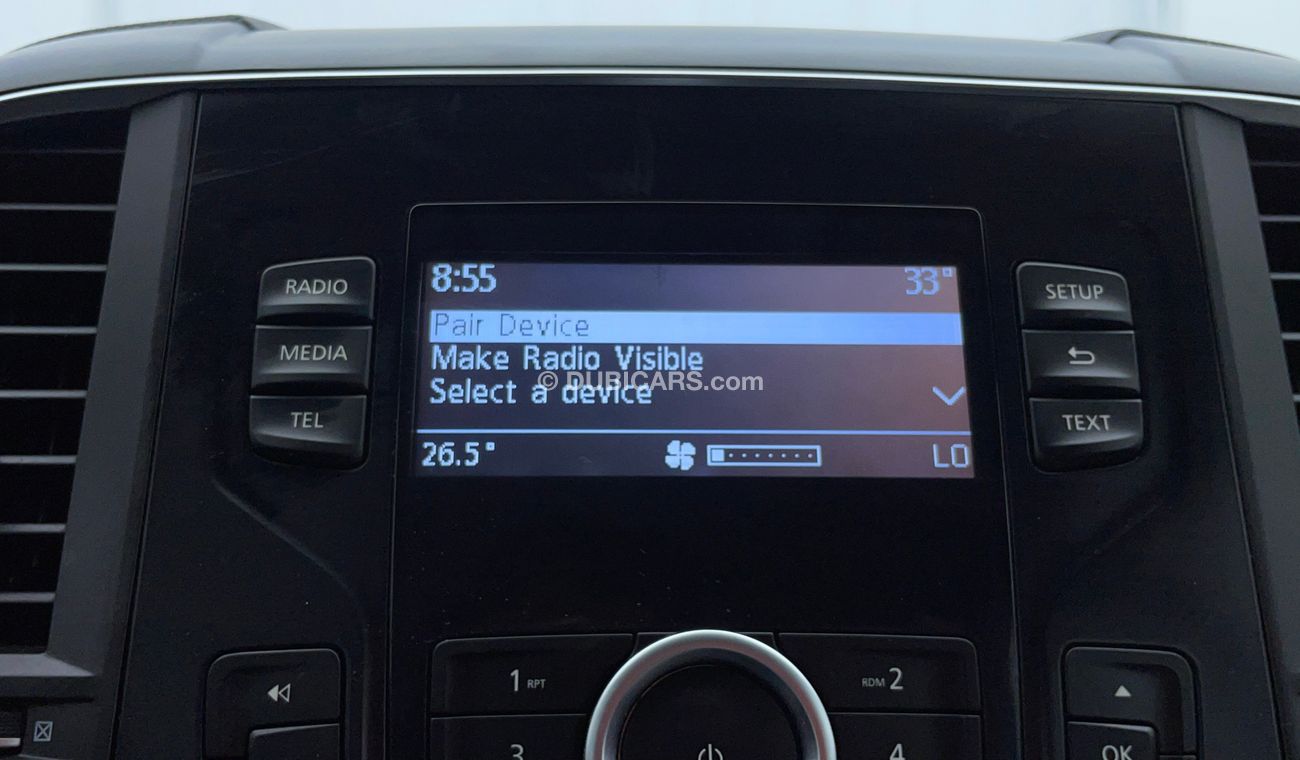 8:55 33°
Pair Device
Make Radio Visible
Select a device
© DUBICARS.com
26.5° LO
RADIO
MEDIA
TEL
SETUP
TEXT
1 RPT
RDM 2
3
4
OK